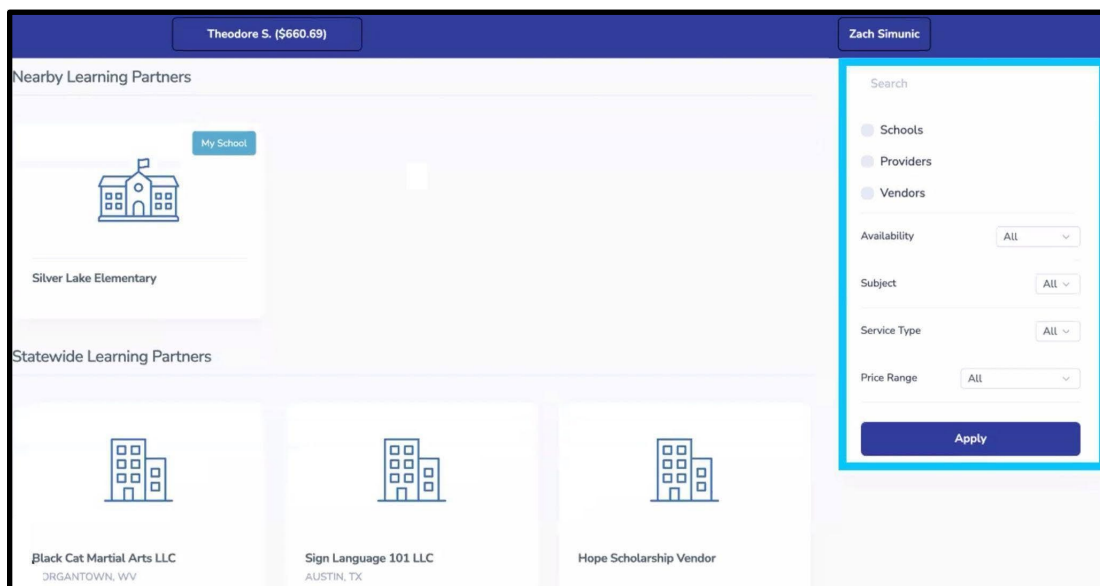 Theodore S. ($660.69)
Zach Simunic
Nearby Learning Partners
My School
Silver Lake Elementary
Statewide Learning Partners
Black Cat Martial Arts LLC
ORGANTOWN, WV
Sign Language 101 LLC
AUSTIN, TX
Hope Scholarship Vendor
Search
Schools
Providers
Vendors
Availability All
Subject All
Service Type All
Price Range All
Apply